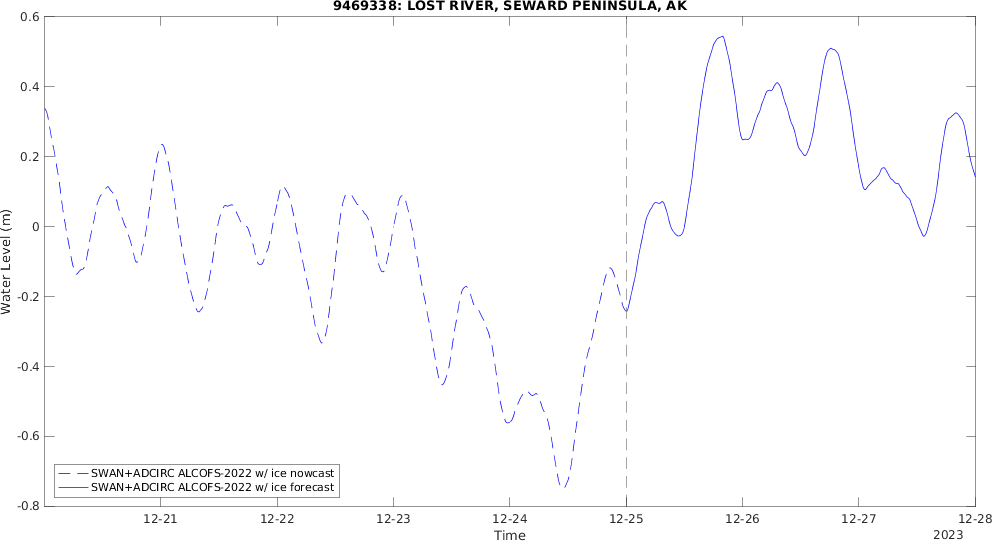 9469338: LOST RIVER, SEWARD PENINSULA, AK
0.6
0.4
0.2
0
-0.2
-0.4
-0.6
-0.8
Water Level (m)
SWAN+ADCIRC ALCOFS-2022 w/ ice nowcast
SWAN+ADCIRC ALCOFS-2022 w/ ice forecast
12-21 12-22 12-23 12-24 12-25 12-26 12-27 12-28
Time
2023